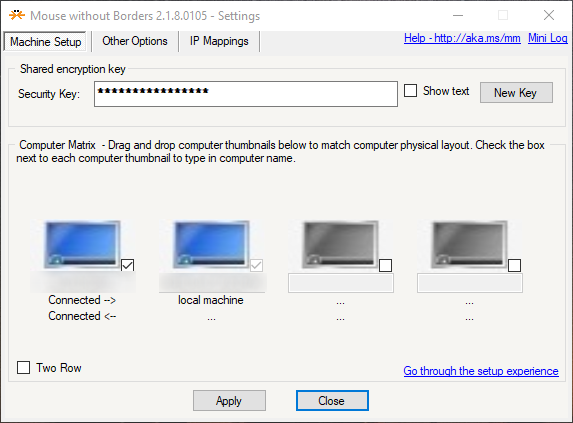 Mouse without Borders 2.1.8.0105 - Settings
Machine Setup Other Options IP Mappings Help - http://aka.ms/mm Mini Log
Shared encryption key
Security Key: **************** Show text New Key
Computer Matrix - Drag and drop computer thumbnails below to match computer physical layout. Check the box
next to each computer thumbnail to type in computer name.
Connected --> local machine ... ...
Connected <-- ... ... ...
Two Row Go through the setup experience
Apply Close